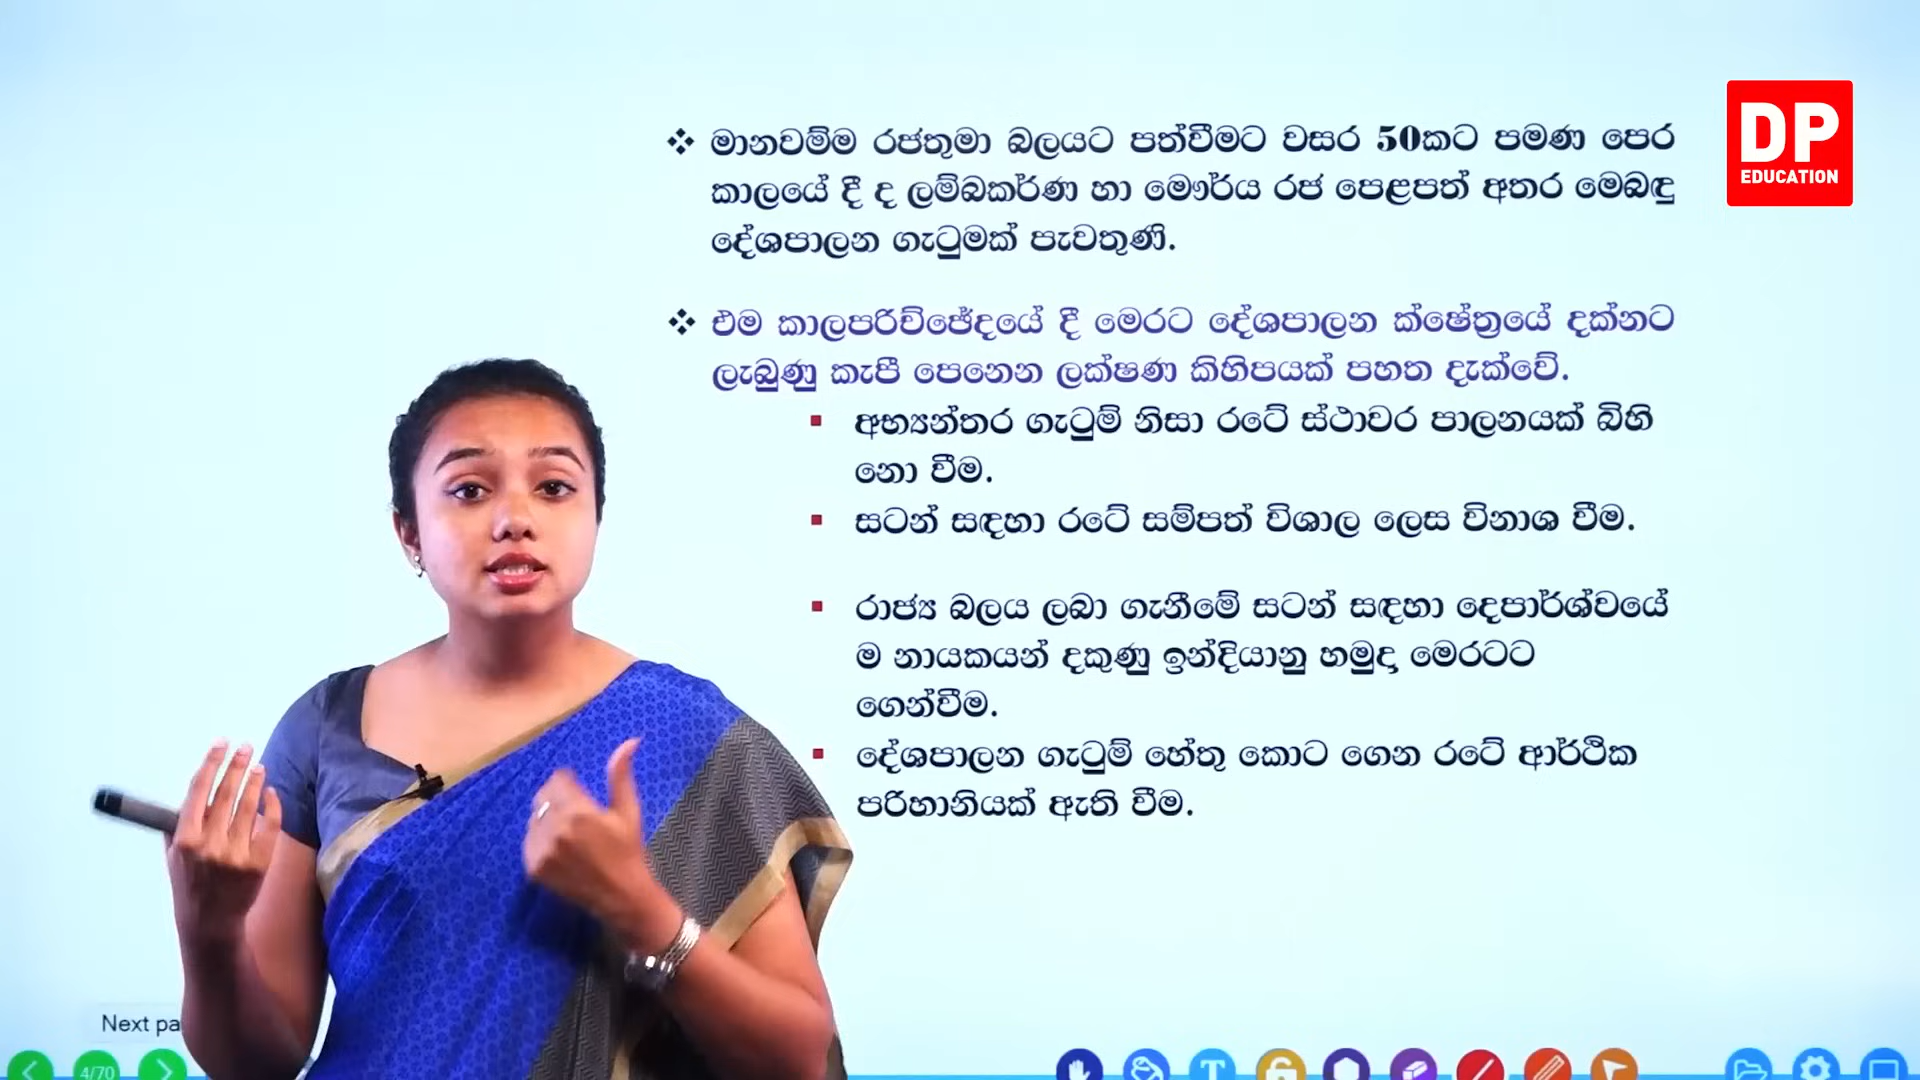 DP
EDUCATION
❖ මානවම්ම රජතුමා බලයට පත්වීමට වසර 50කට පමණ පෙර
කාලයේ දී ද ලම්බකර්ණ හා මෞර්ය රජ පෙළපත් අතර මෙබඳු
දේශපාලන ගැටුමක් පැවතුණි.
❖ එම කාලපරිච්ඡේදයේ දී මෙරට දේශපාලන ක්ෂේත්‍රයේ දක්නට
ලැබුණු කැපී පෙනෙන ලක්ෂණ කිහිපයක් පහත දැක්වේ.
▪ අභ්‍යන්තර ගැටුම් නිසා රටේ ස්ථාවර පාලනයක් බිහි
නො වීම.
▪ සටන් සඳහා රටේ සම්පත් විශාල ලෙස විනාශ වීම.
▪ රාජ්‍ය බලය ලබා ගැනීමේ සටන් සඳහා දෙපාර්ශ්වයේ
ම නායකයන් දකුණු ඉන්දියානු හමුදා මෙරටට
ගෙන්වීම.
▪ දේශපාලන ගැටුම් හේතු කොට ගෙන රටේ ආර්ථික
පරිහානියක් ඇති වීම.
Next pa
4/70